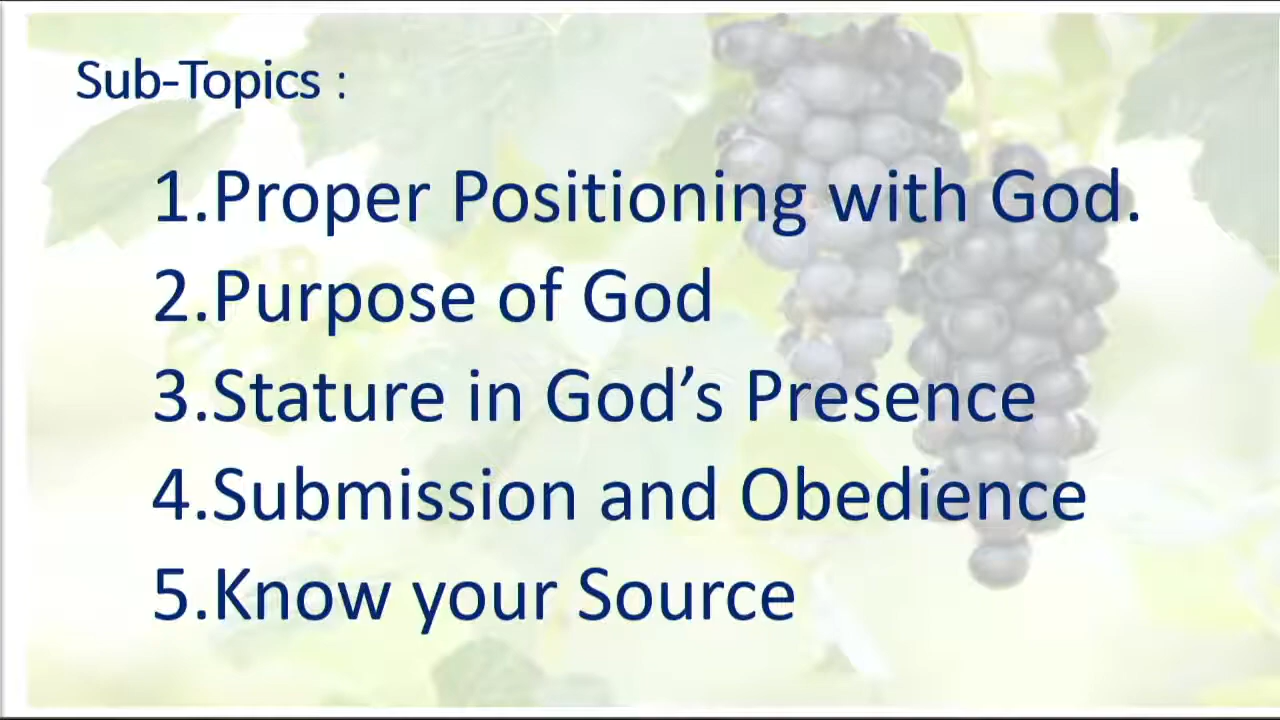 Sub-Topics :
1.Proper Positioning with God.
2.Purpose of God
3.Stature in God’s Presence
4.Submission and Obedience
5.Know your Source